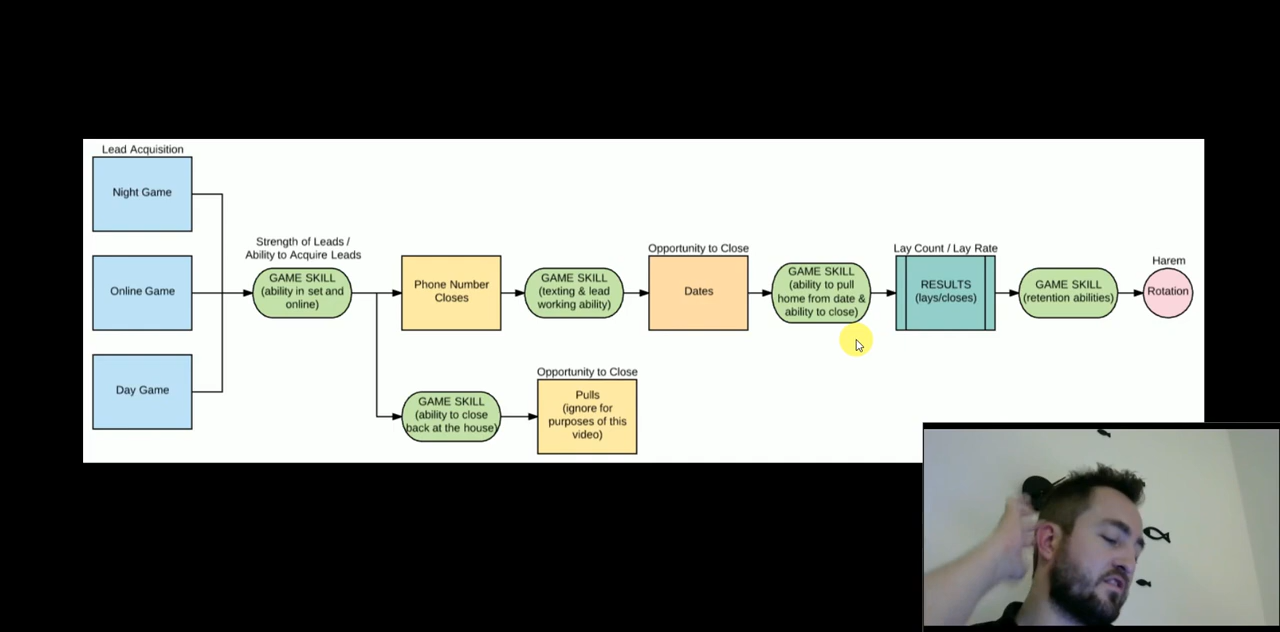 Lead Acquisition
Night Game
Online Game
Day Game
Strength of Leads /
Ability to Acquire Leads
GAME SKILL
(ability in set and
online)
Phone Number
Closes
GAME SKILL
(texting & lead
working ability)
Opportunity to Close
Dates
GAME SKILL
(ability to pull
home from date &
ability to close)
Lay Count / Lay Rate
RESULTS
(lays/closes)
GAME SKILL
(retention abilities)
Harem
Rotation
GAME SKILL
(ability to close
back at the house)
Opportunity to Close
Pulls
(ignore for
purposes of this
video)